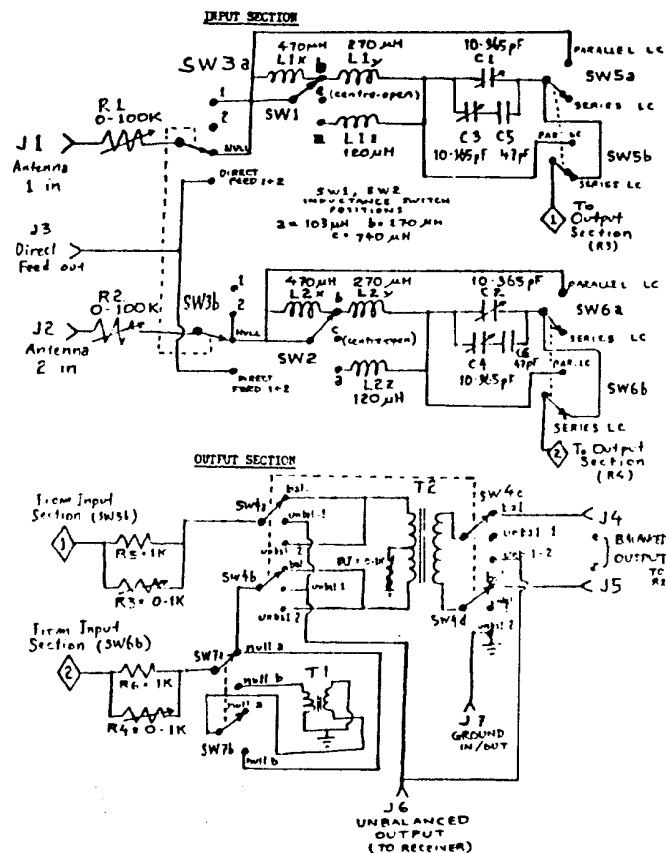 INPUT SECTION
470µH
270µH
10-365pF
L1x
b
L1y
C1
PARALLEL LC
SW3a
SW5a
R1
0-100K
1
SW1
c
(centre-open)
SERIES LC
2
a
L1z
C3
C5
PAR. LC
J1
NULL
120µH
10-365pF
47pF
SW5b
Antenna
1 in
DIRECT
FEED 1+2
SERIES LC
SW1, SW2
INDUCTANCE SWITCH
POSITIONS
a = 103µH b = 270µH
c = 740µH
1
To
Output
Section
(R3)
J3
Direct
Feed out
R2
0-100K
SW3b
1
2
470µH
270µH
10-365pF
L2x
b
L2y
C2
PARALLEL LC
SW6a
NULL
J2
SW2
c
(centre open)
SERIES LC
Antenna
2 in
a
C4
C6
47pF
PAR. LC
DIRECT
FEED 1+2
L2z
120µH
10-365pF
SW6b
SERIES LC
2
To Output
Section
(R4)
OUTPUT SECTION
From Input
Section (SW5b)
SW4a
bal.
T2
SW4c
bal
J4
1
unbal-1
unbal-1
R5=1K
unbal-2
unbal-2
BALANCED
OUTPUT
TO
RX
R3=0-1K
SW4b
bal
J5
unbal 1
unbal 2
SW4d
unbal 2
From Input
Section (SW6b)
2
SW7a
null a
R6=1K
null b
T1
R4=0-1K
null a
SW7b
null b
J7
GROUND
IN/OUT
J6
UNBALANCED
OUTPUT
(TO RECEIVER)